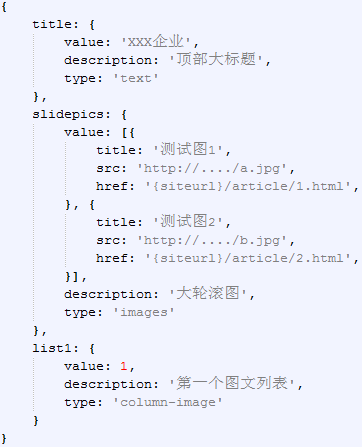 {
    title: {
        value: 'XXX企业',
        description: '顶部大标题',
        type: 'text'
    },
    slidepics: {
        value: [{
            title: '测试图1',
            src: 'http://..../a.jpg',
            href: '{siteurl}/article/1.html',
        }, {
            title: '测试图2',
            src: 'http://..../b.jpg',
            href: '{siteurl}/article/2.html',
        }],
        description: '大轮滚图',
        type: 'images'
    },
    list1: {
        value: 1,
        description: '第一个图文列表',
        type: 'column-image'
    }
}